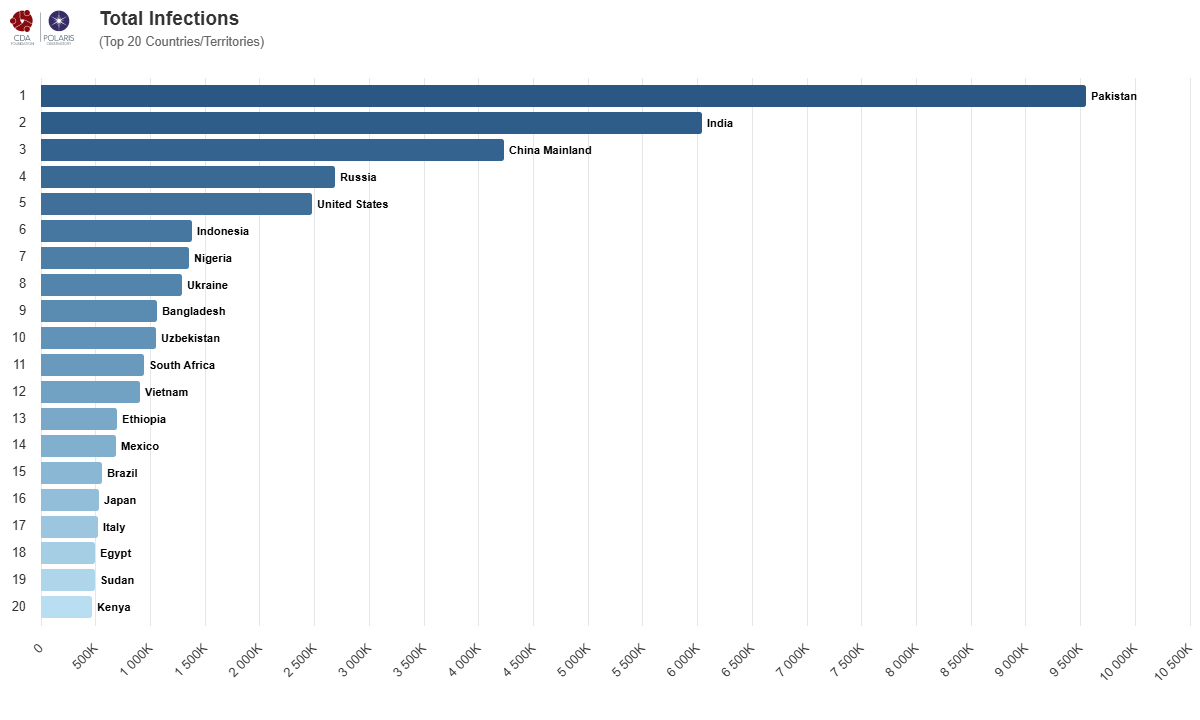 CDA
FOUNDATION
POLARIS
OBSERVATORY
Total Infections
(Top 20 Countries/Territories)
1 Pakistan
2 India
3 China Mainland
4 Russia
5 United States
6 Indonesia
7 Nigeria
8 Ukraine
9 Bangladesh
10 Uzbekistan
11 South Africa
12 Vietnam
13 Ethiopia
14 Mexico
15 Brazil
16 Japan
17 Italy
18 Egypt
19 Sudan
20 Kenya
0 500K 1 000K 1 500K 2 000K 2 500K 3 000K 3 500K 4 000K 4 500K 5 000K 5 500K 6 000K 6 500K 7 000K 7 500K 8 000K 8 500K 9 000K 9 500K 10 000K 10 500K